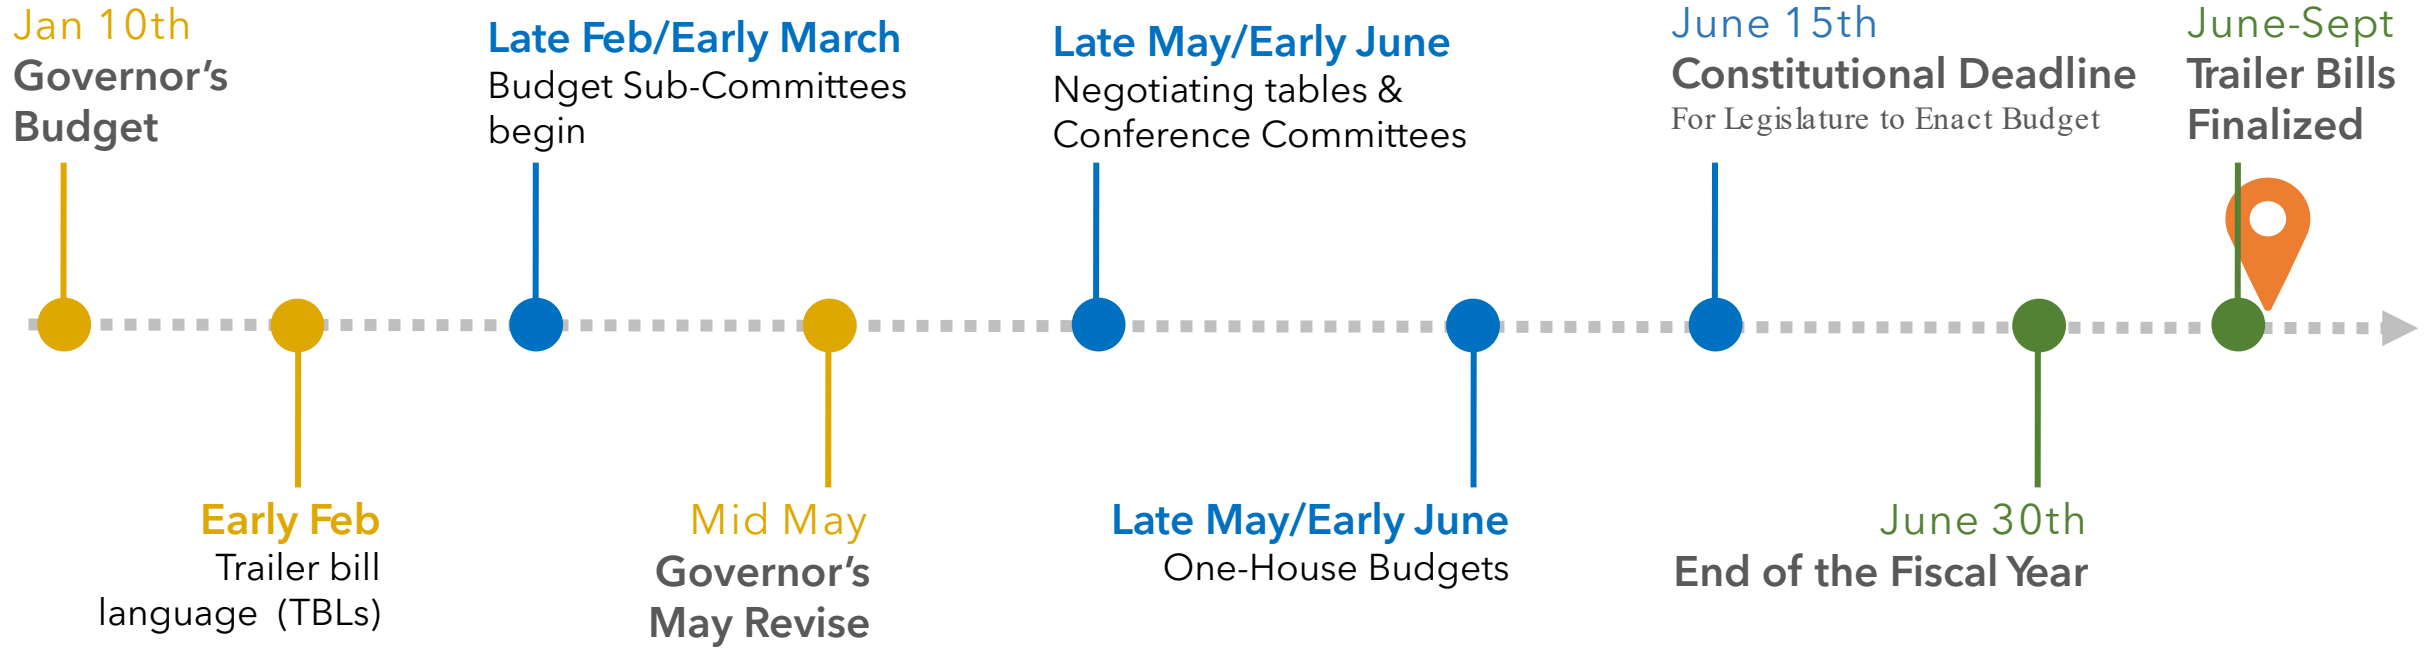 Jan 10th
Governor’s
Budget
Late Feb/Early March
Budget Sub-Committees
begin
Late May/Early June
Negotiating tables &
Conference Committees
June 15th
Constitutional Deadline
For Legislature to Enact Budget
June-Sept
Trailer Bills
Finalized
Early Feb
Trailer bill
language (TBLs)
Mid May
Governor’s
May Revise
Late May/Early June
One-House Budgets
June 30th
End of the Fiscal Year